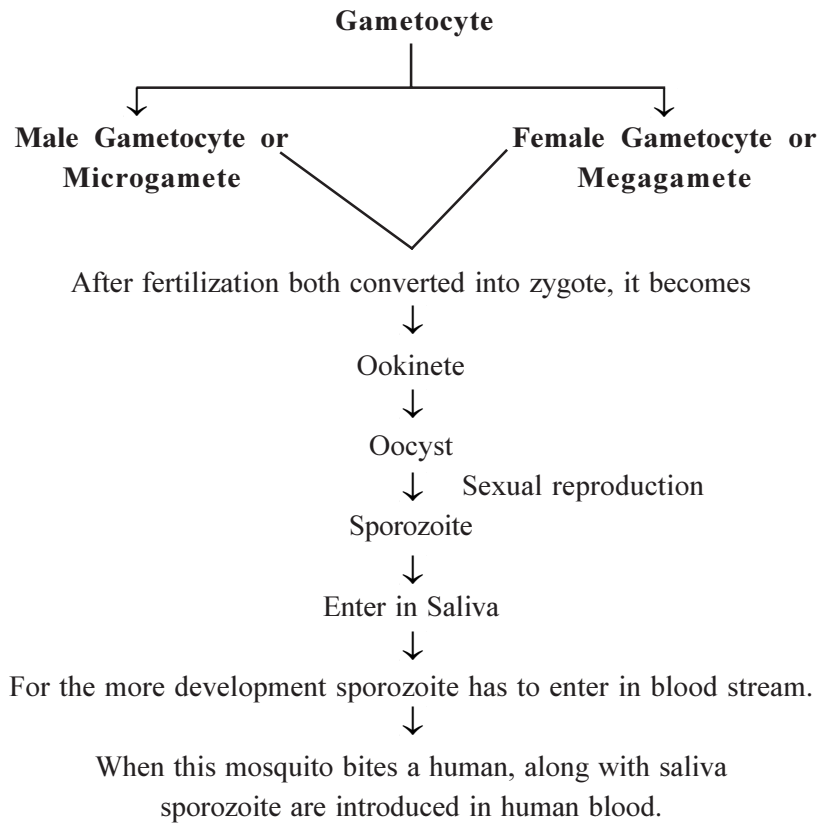 Gametocyte
Male Gametocyte or
Microgamete
Female Gametocyte or
Megagamete
After fertilization both converted into zygote, it becomes
Ookinete
Oocyst
Sexual reproduction
Sporozoite
Enter in Saliva
For the more development sporozoite has to enter in blood stream.
When this mosquito bites a human, along with saliva
sporozoite are introduced in human blood.